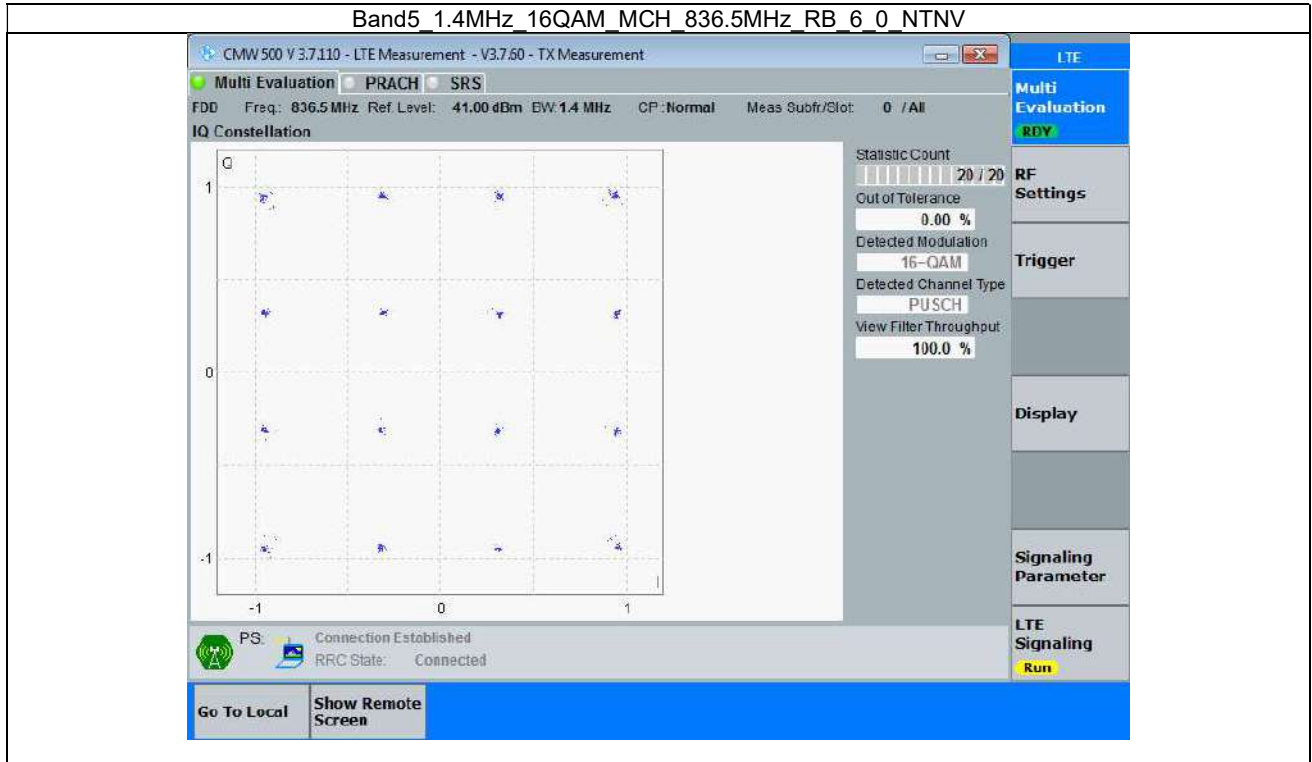 Band5_1.4MHz_16QAM_MCH_836.5MHz_RB_6_0_NTNV
CMW 500 V 3.7.110 - LTE Measurement - V3.7.60 - TX Measurement
LTE
Multi Evaluation PRACH SRS
FDD Freq.: 836.5 MHz Ref. Level: 41.00 dBm BW: 1.4 MHz CP: Normal Meas Subfr./Slot: 0 / All
IQ Constellation
Q
1
0
-1
-1 0 1
I
Statistic Count
20 / 20
Out of Tolerance
0.00 %
Detected Modulation
16-QAM
Detected Channel Type
PUSCH
View Filter Throughput
100.0 %
Multi
Evaluation
RDY
RF
Settings
Trigger
Display
Signaling
Parameter
LTE
Signaling
Run
PS: Connection Established
RRC State: Connected
Go To Local
Show Remote
Screen